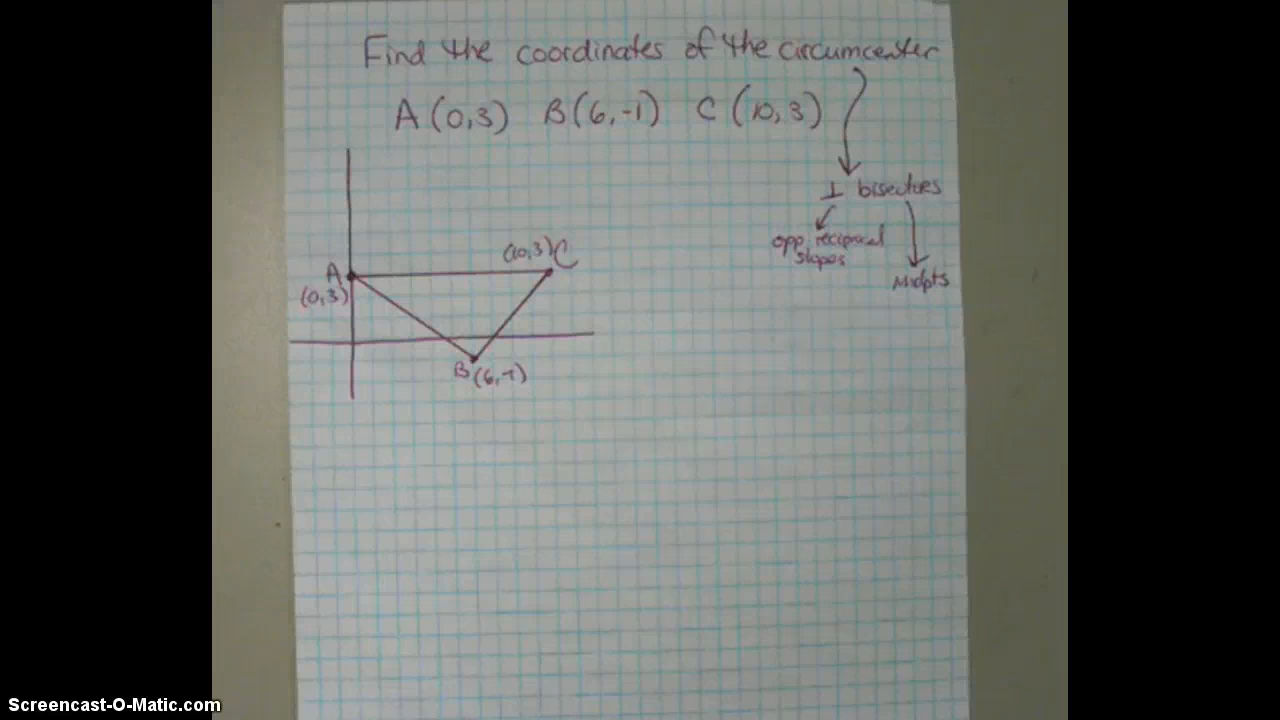 Find the coordinates of the circumcenter
A (0,3) B(6,-1) C (10,3)
⊥ bisectors
opp reciprocal
slopes
Midpts
(10,3) C
A
(0,3)
B (6,-1)
Screencast-O-Matic.com